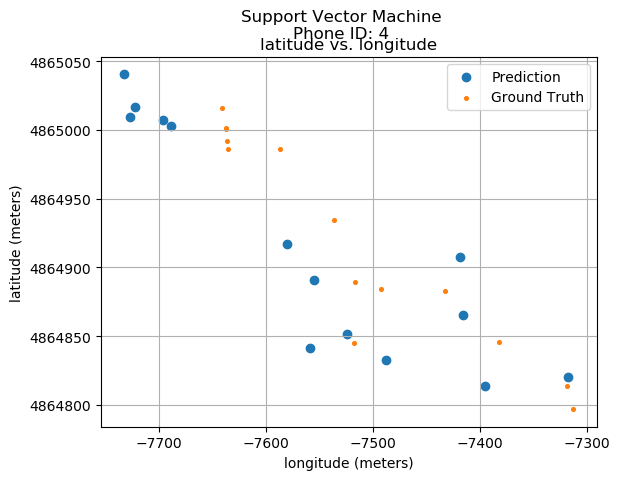 Support Vector Machine
Phone ID: 4
latitude vs. longitude
Prediction
Ground Truth
4865050
4865000
4864950
4864900
4864850
4864800
latitude (meters)
−7700
−7600
−7500
−7400
−7300
longitude (meters)